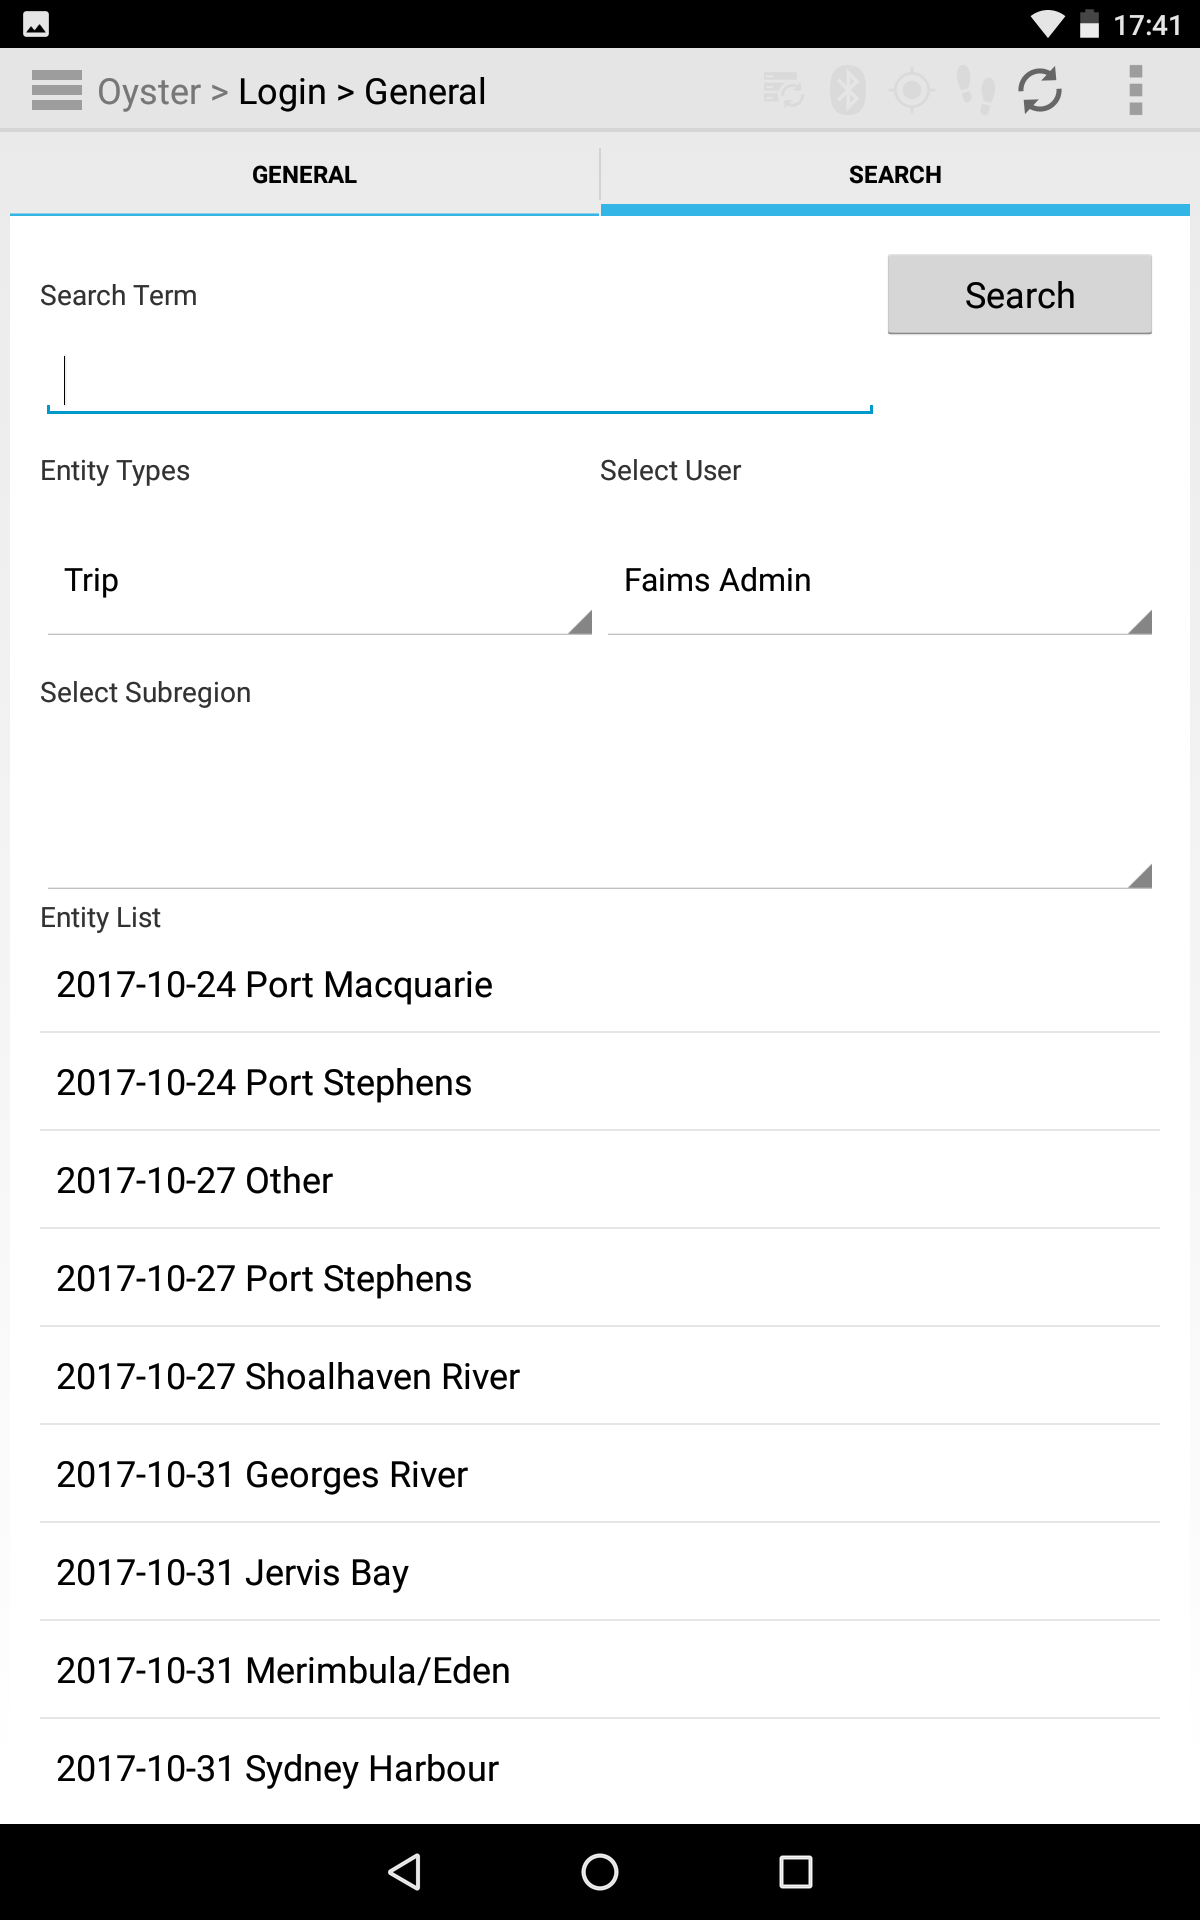 17:41
Oyster > Login > General
GENERAL
SEARCH
Search Term
Search
Entity Types
Select User
Trip
Faims Admin
Select Subregion
Entity List
2017-10-24 Port Macquarie
2017-10-24 Port Stephens
2017-10-27 Other
2017-10-27 Port Stephens
2017-10-27 Shoalhaven River
2017-10-31 Georges River
2017-10-31 Jervis Bay
2017-10-31 Merimbula/Eden
2017-10-31 Sydney Harbour